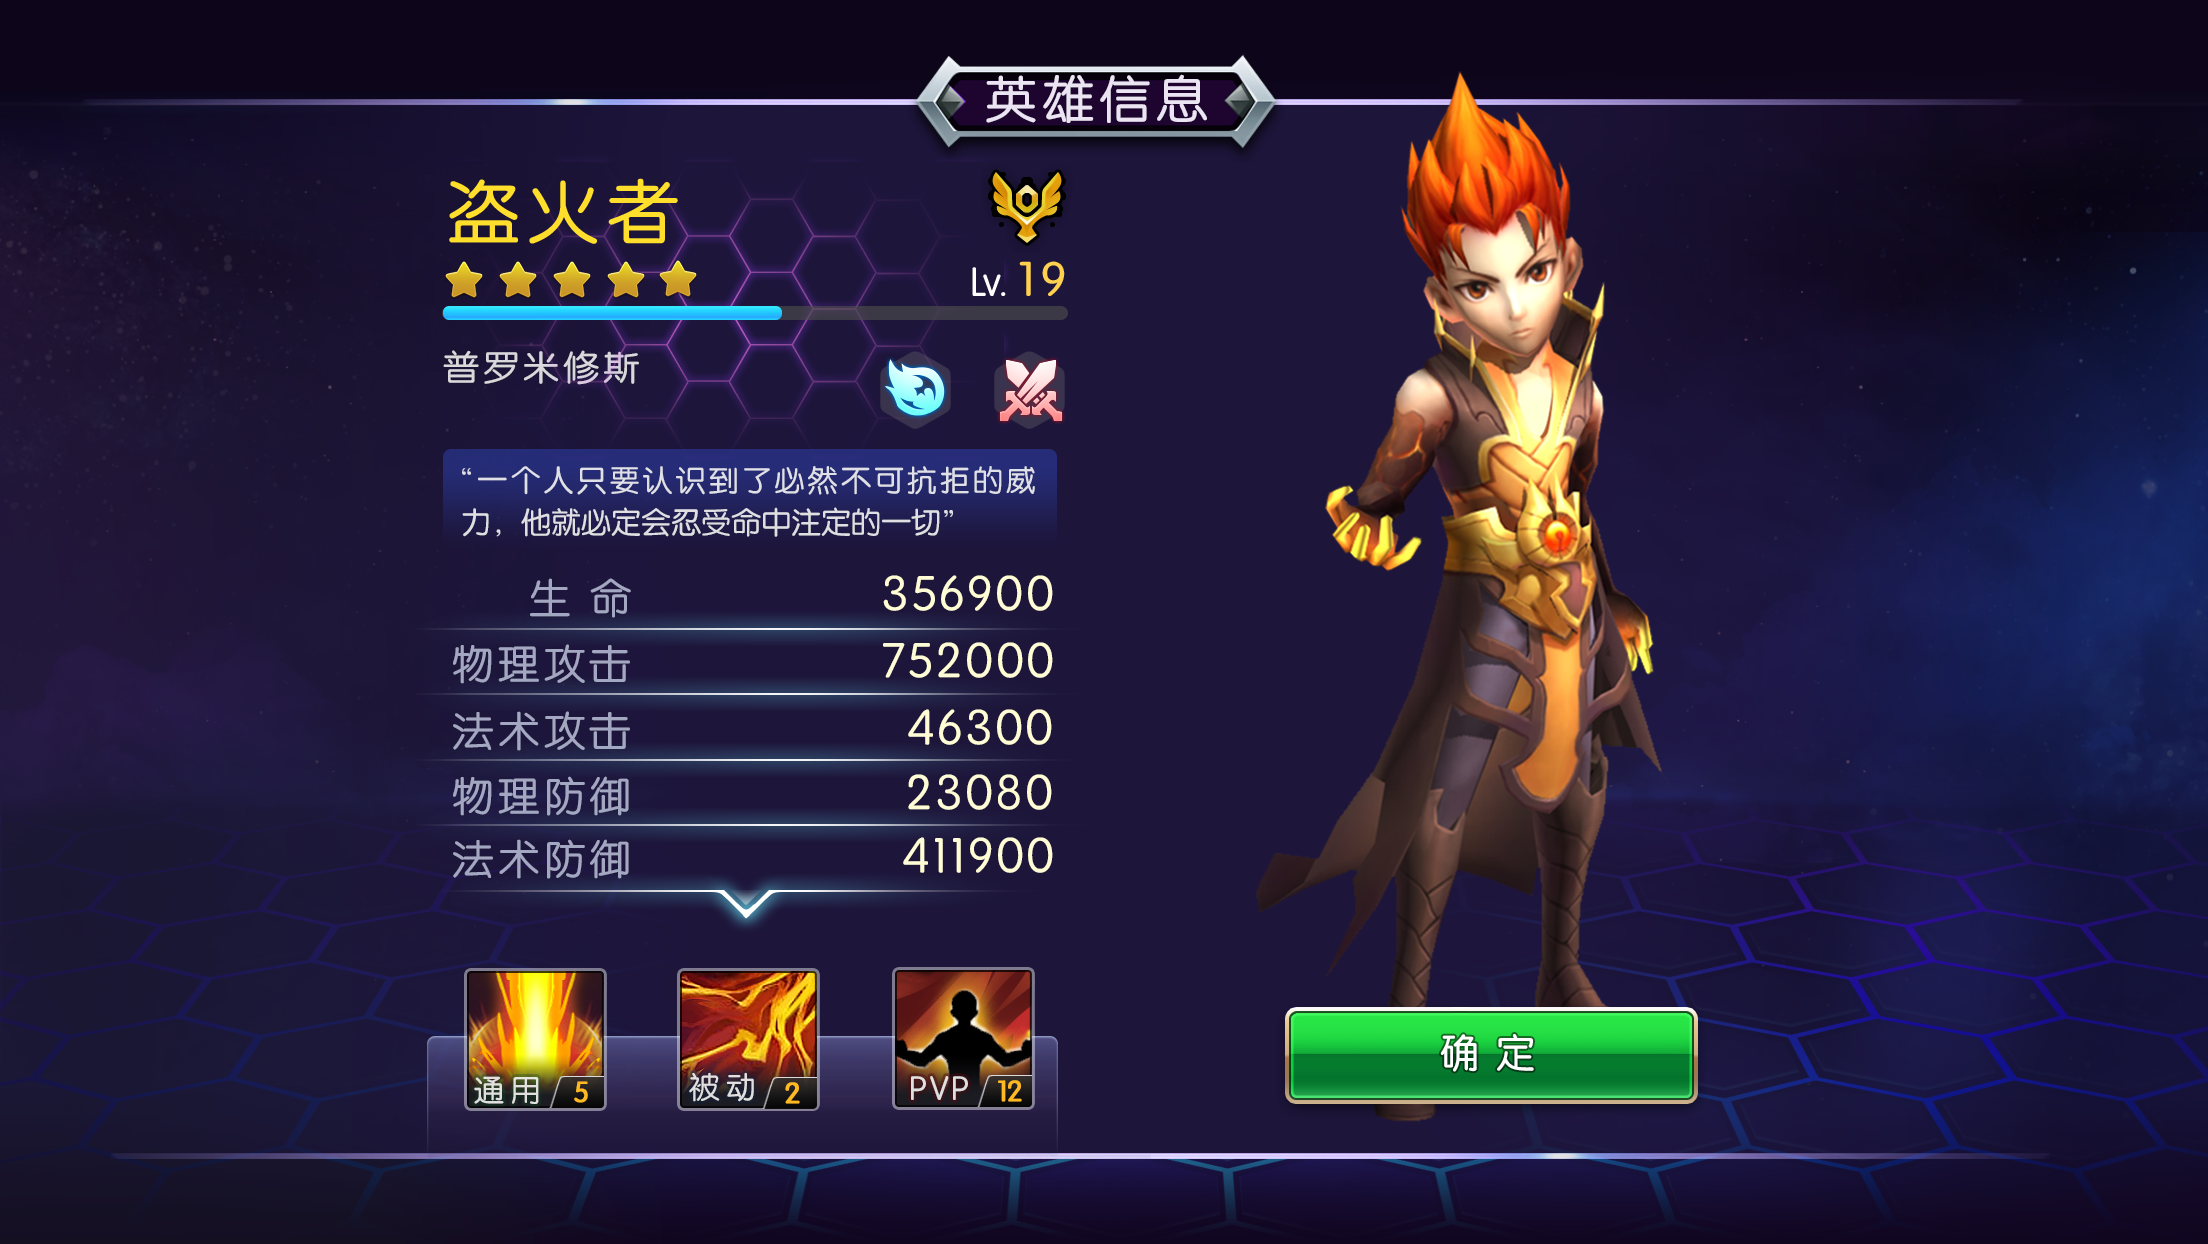 英雄信息
盗火者
Lv. 19
普罗米修斯
“一个人只要认识到了必然不可抗拒的威
力，他就必定会忍受命中注定的一切”
生 命 356900
物理攻击 752000
法术攻击 46300
物理防御 23080
法术防御 411900
通用 5
被动 2
PVP 12
确 定